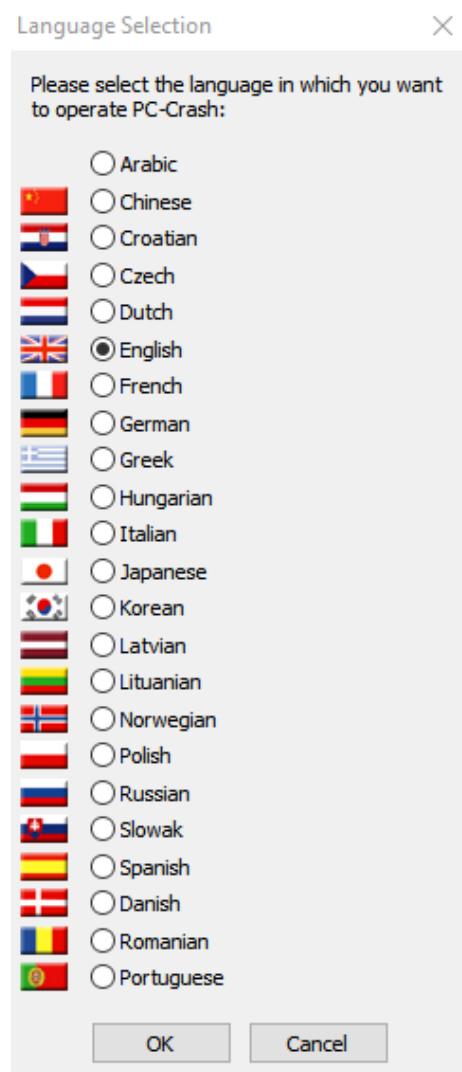 Language Selection
Please select the language in which you want
to operate PC-Crash:
Arabic
Chinese
Croatian
Czech
Dutch
English
French
German
Greek
Hungarian
Italian
Japanese
Korean
Latvian
Lituanian
Norwegian
Polish
Russian
Slowak
Spanish
Danish
Romanian
Portuguese
OK Cancel